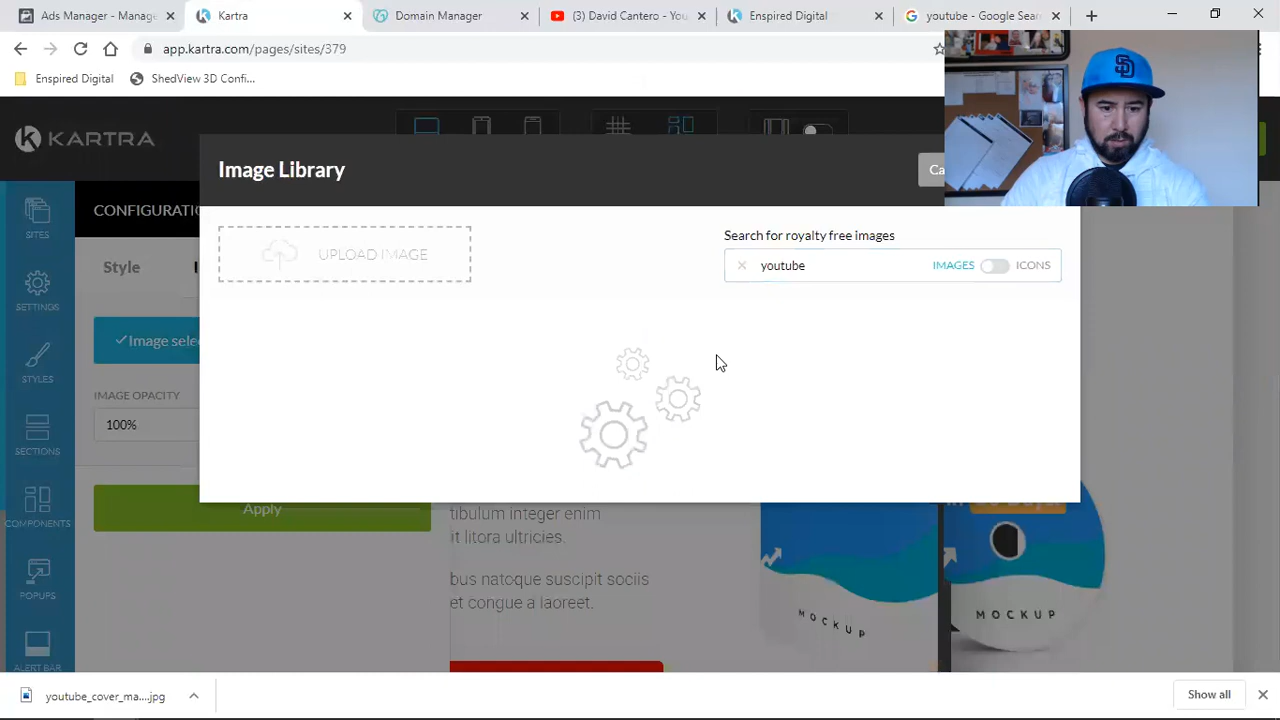 Ads Manager - Manage
Kartra
Domain Manager
(3) David Cantero - You
Enspired Digital
youtube - Google Sear
app.kartra.com/pages/sites/379
Enspired Digital
ShedView 3D Confi...
KARTRA
Image Library
Ca
CONFIGURATIO
SITES
UPLOAD IMAGE
Search for royalty free images
youtube
IMAGES
ICONS
Style
I
SETTINGS
Image sele
STYLES
IMAGE OPACITY
100%
SECTIONS
Apply
tibulum integer enim
it litora ultricies.
COMPONENTS
bus natoque suscipit sociis
et congue a laoreet.
MOCKUP
MOCKUP
POPUPS
ALERT BAR
youtube_cover_ma....jpg
Show all